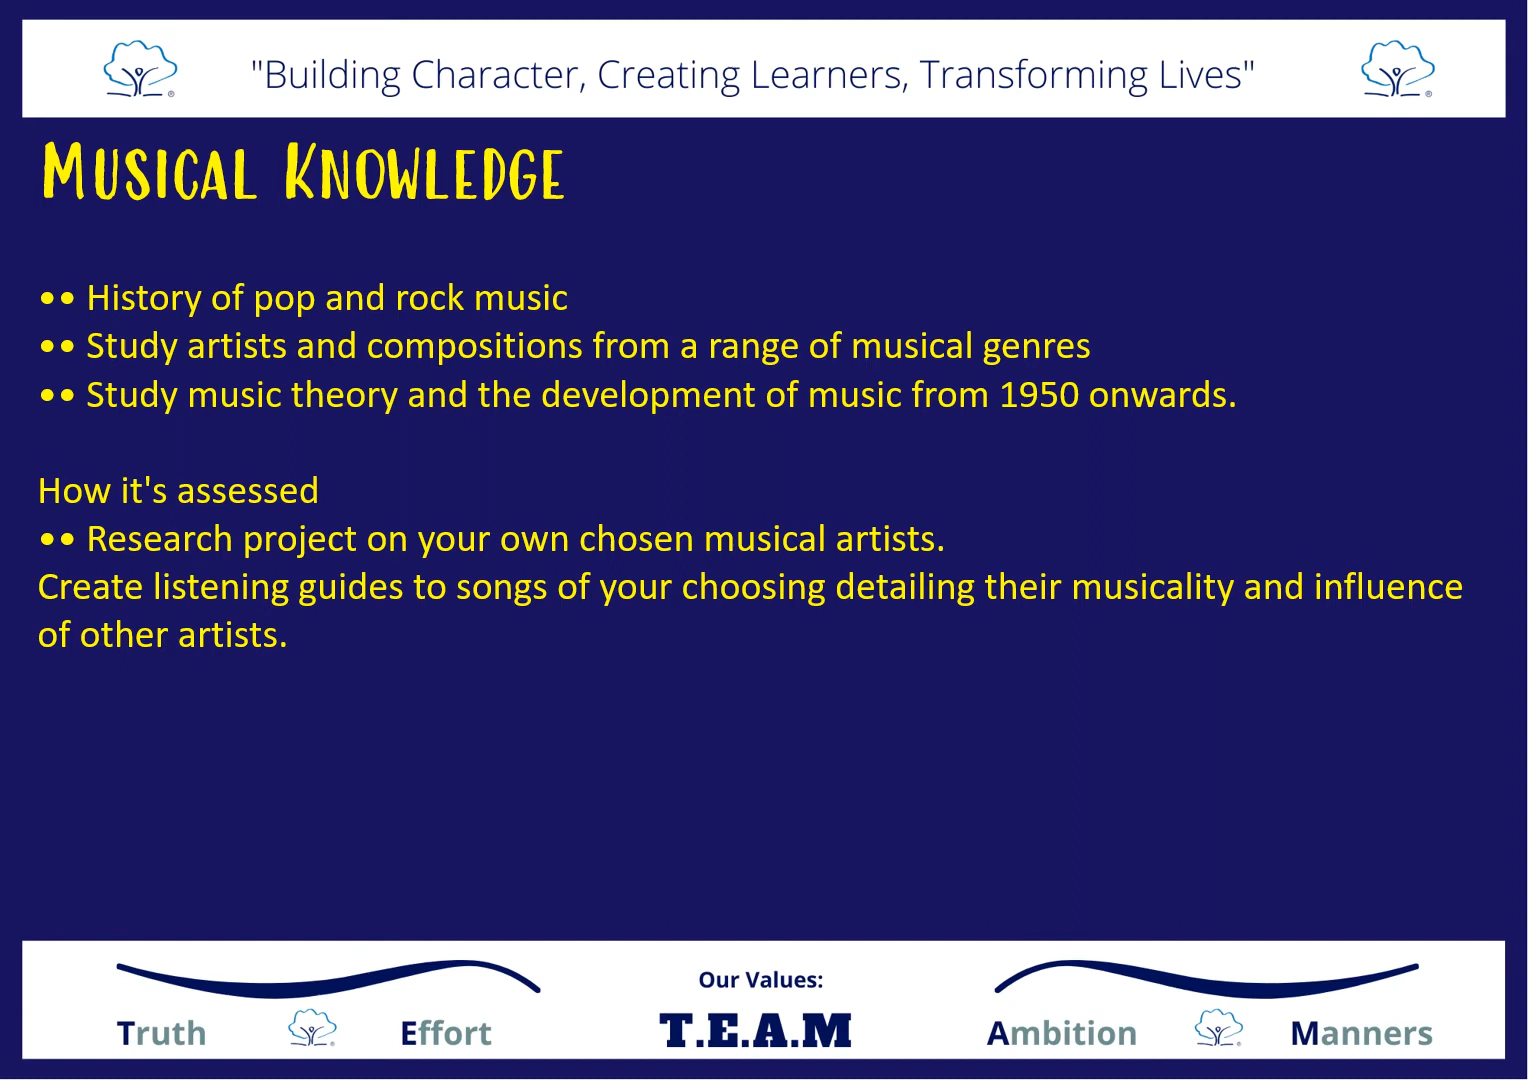 "Building Character, Creating Learners, Transforming Lives"
®
®
MUSICAL KNOWLEDGE
•• History of pop and rock music
•• Study artists and compositions from a range of musical genres
•• Study music theory and the development of music from 1950 onwards.
How it's assessed
•• Research project on your own chosen musical artists.
Create listening guides to songs of your choosing detailing their musicality and influence
of other artists.
Our Values:
Truth Effort T.E.A.M Ambition Manners